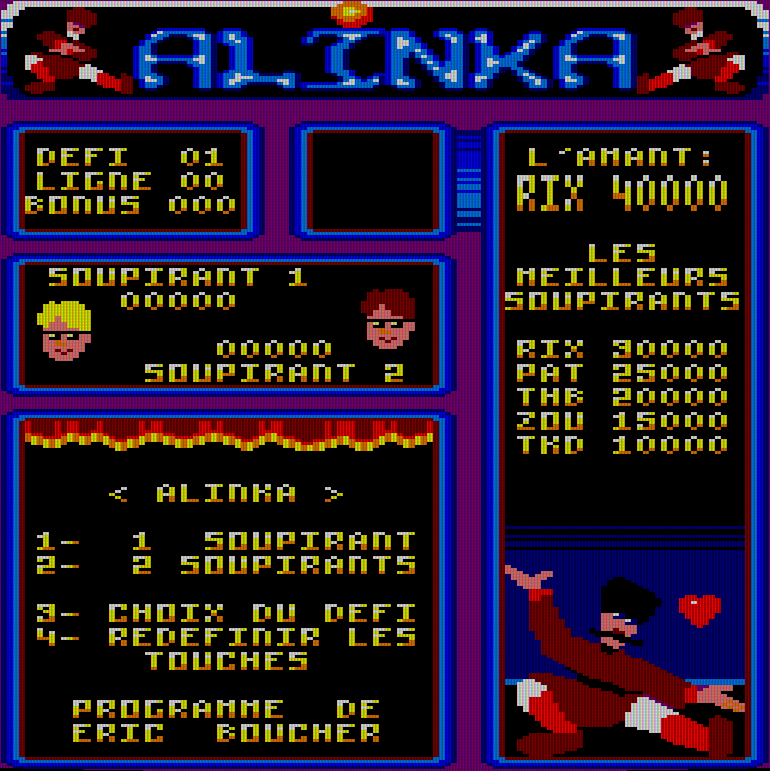 ALINKA
DEFI 01
LIGNE 00
BONUS 000
SOUPIRANT 1
00000
00000
SOUPIRANT 2
< ALINKA >
1- 1 SOUPIRANT
2- 2 SOUPIRANTS
3- CHOIX DU DEFI
4- REDEFINIR LES
TOUCHES
PROGRAMME DE
ERIC BOUCHER
L'AMANT:
RIX 40000
LES
MEILLEURS
SOUPIRANTS
RIX 30000
PAT 25000
THB 20000
ZOU 15000
TKD 10000